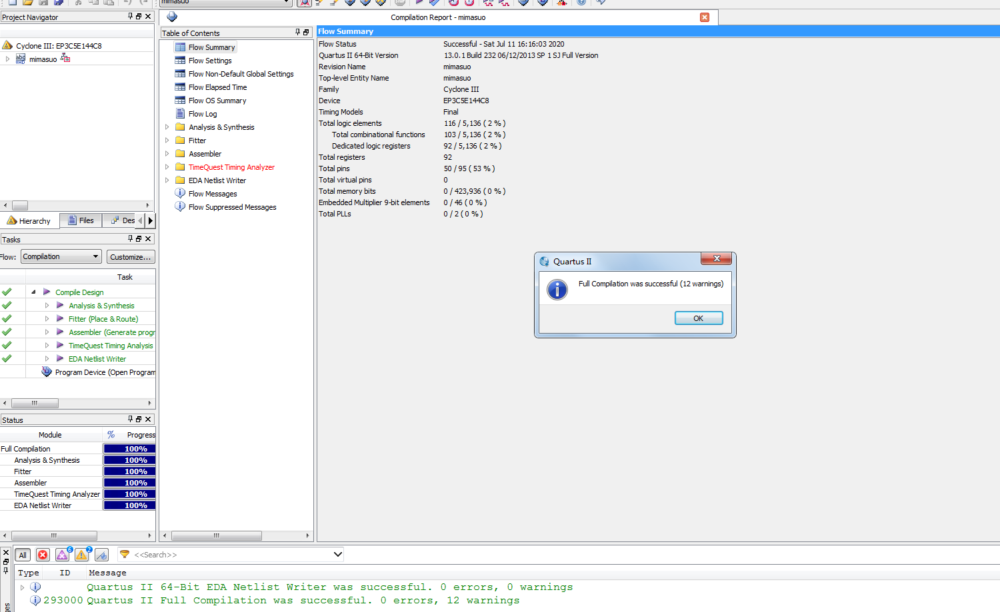 mimasuo
Project Navigator
Cyclone III: EP3C5E144C8
mimasuo
Hierarchy
Files
Des
Tasks
Flow:
Compilation
Customize...
Task
Compile Design
Analysis & Synthesis
Fitter (Place & Route)
Assembler (Generate progr
TimeQuest Timing Analysis
EDA Netlist Writer
Program Device (Open Program
Status
Module % Progress
Full Compilation 100%
Analysis & Synthesis 100%
Fitter 100%
Assembler 100%
TimeQuest Timing Analyzer 100%
EDA Netlist Writer 100%
Compilation Report - mimasuo
Table of Contents
Flow Summary
Flow Settings
Flow Non-Default Global Settings
Flow Elapsed Time
Flow OS Summary
Flow Log
Analysis & Synthesis
Fitter
Assembler
TimeQuest Timing Analyzer
EDA Netlist Writer
Flow Messages
Flow Suppressed Messages
Flow Summary
Flow Status Successful - Sat Jul 11 16:16:03 2020
Quartus II 64-Bit Version 13.0.1 Build 232 06/12/2013 SP 1 SJ Full Version
Revision Name mimasuo
Top-level Entity Name mimasuo
Family Cyclone III
Device EP3C5E144C8
Timing Models Final
Total logic elements 116 / 5,136 ( 2 % )
Total combinational functions 103 / 5,136 ( 2 % )
Dedicated logic registers 92 / 5,136 ( 2 % )
Total registers 92
Total pins 50 / 95 ( 53 % )
Total virtual pins 0
Total memory bits 0 / 423,936 ( 0 % )
Embedded Multiplier 9-bit elements 0 / 46 ( 0 % )
Total PLLs 0 / 2 ( 0 % )
Quartus II
Full Compilation was successful (12 warnings)
OK
All
6
2
<<Search>>
Type ID Message
Quartus II 64-Bit EDA Netlist Writer was successful. 0 errors, 0 warnings
293000 Quartus II Full Compilation was successful. 0 errors, 12 warnings